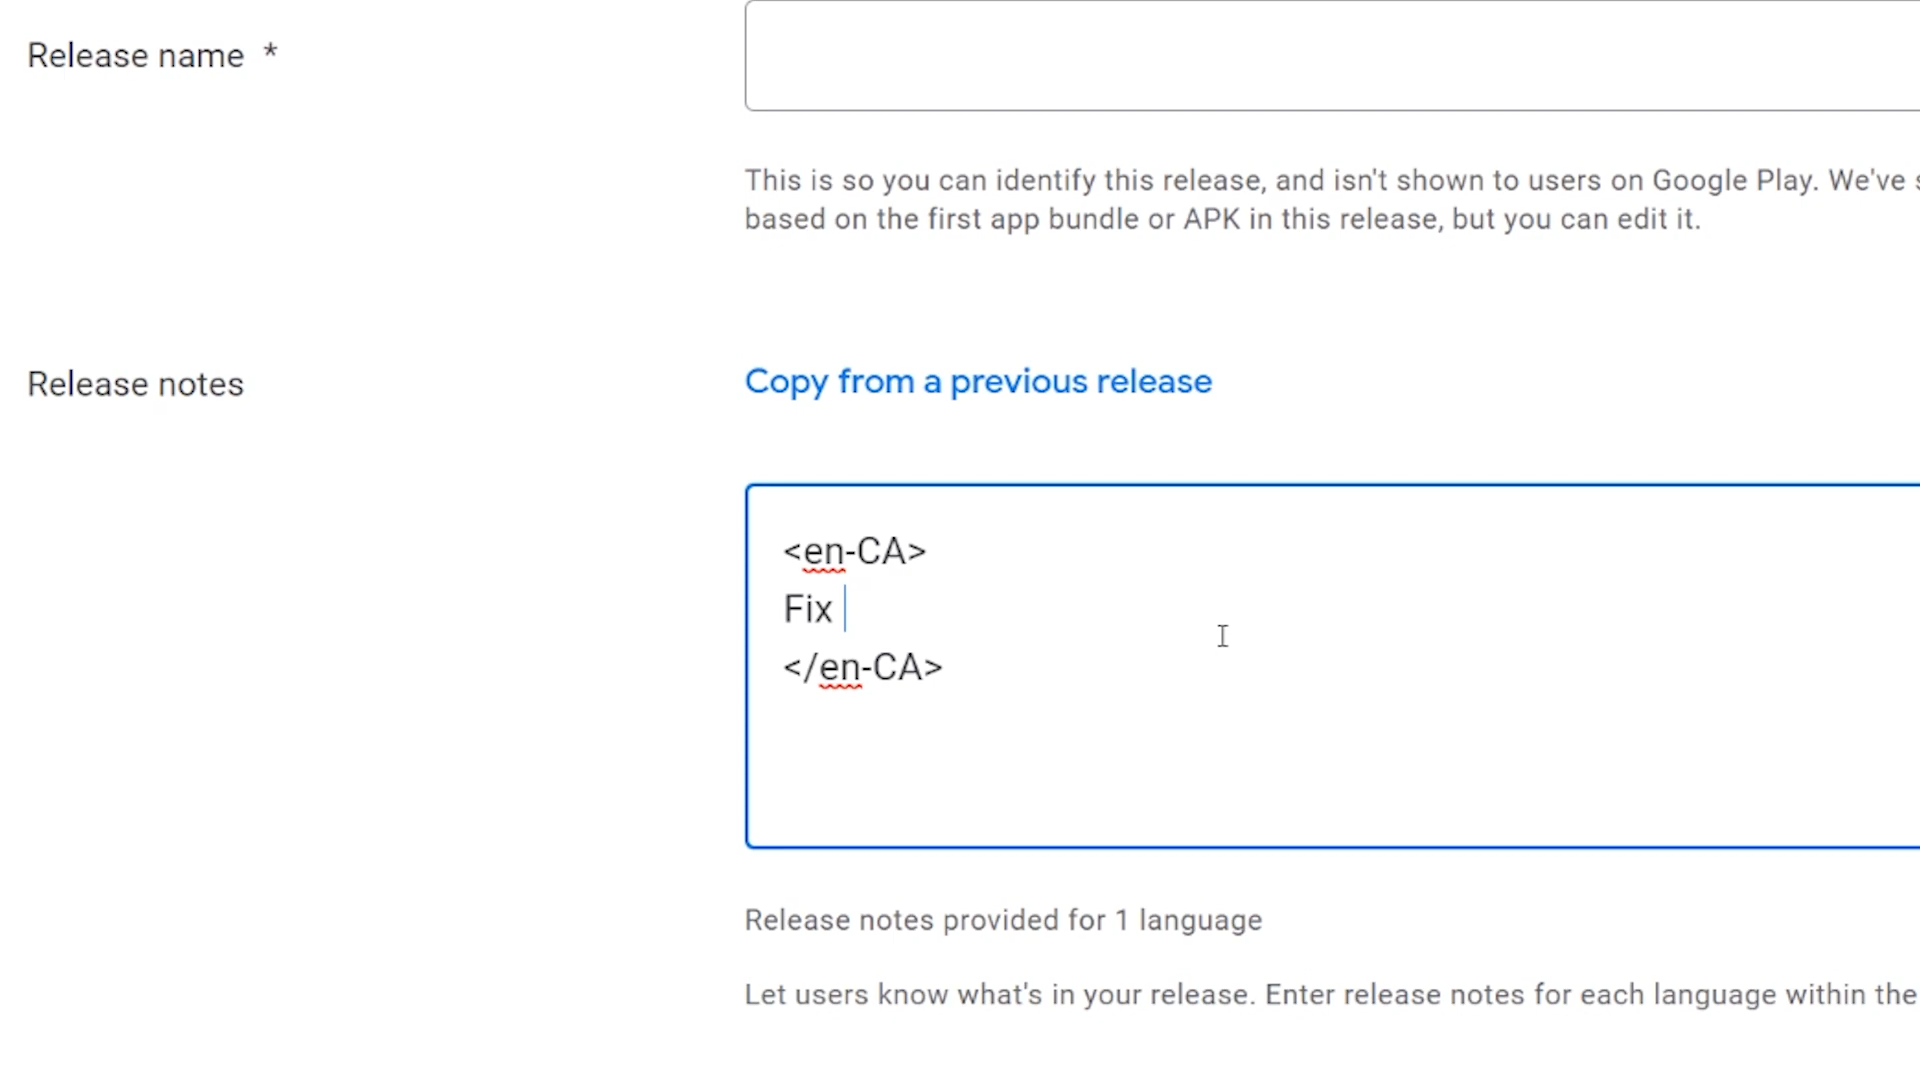 Release name *
This is so you can identify this release, and isn't shown to users on Google Play. We've
based on the first app bundle or APK in this release, but you can edit it.
Release notes
Copy from a previous release
<en-CA>
Fix
</en-CA>
Release notes provided for 1 language
Let users know what's in your release. Enter release notes for each language within the